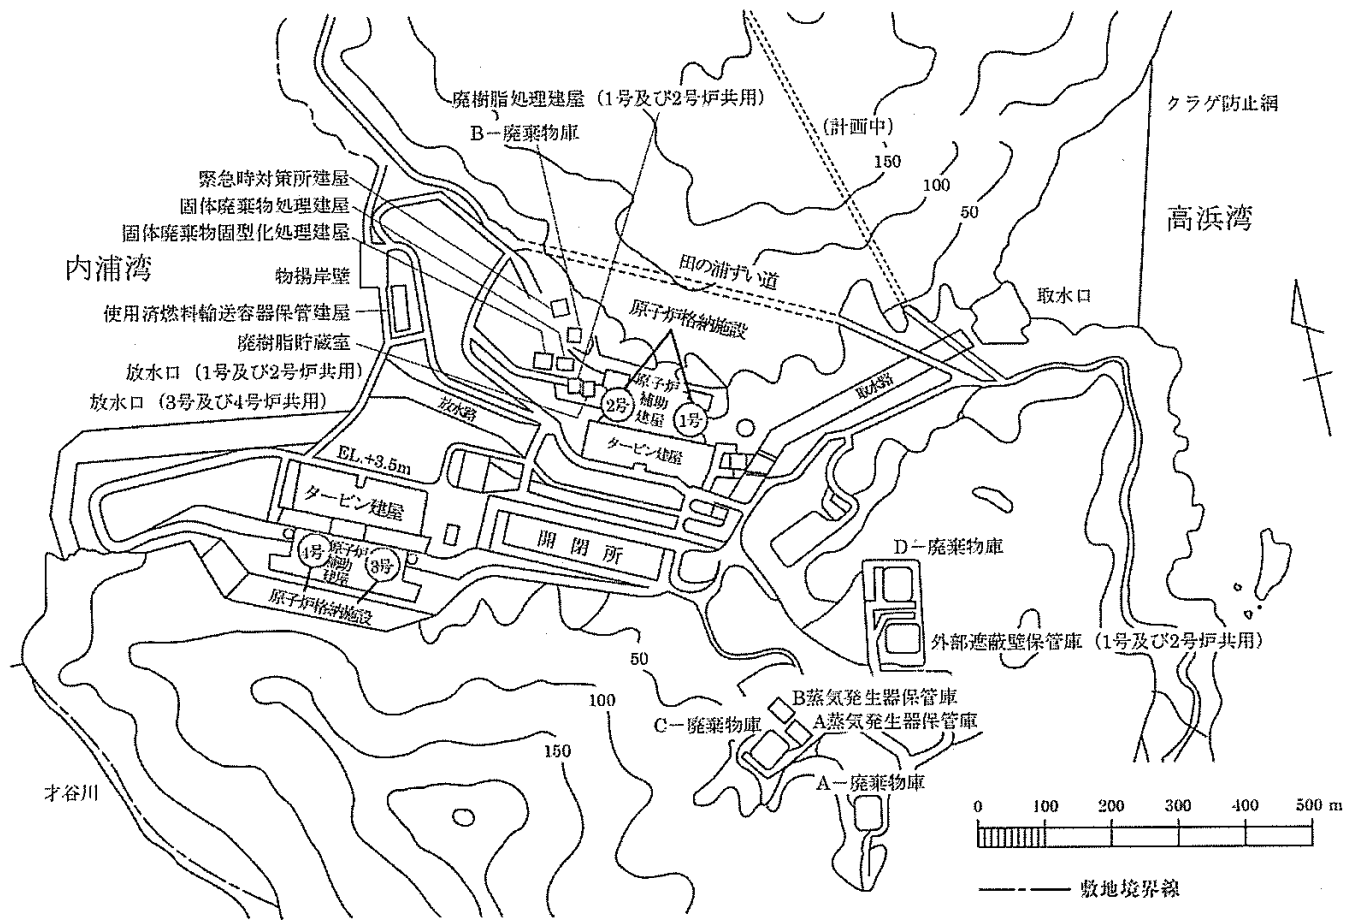 クラゲ防止網
廃樹脂処理建屋（1号及び2号炉共用）
B－廃棄物庫
(計画中)
150
100
50
緊急時対策所建屋
固体廃棄物処理建屋
固体廃棄物固型化処理建屋
高浜湾
内浦湾
物揚岸壁
田の浦ずい道
取水口
使用済燃料輸送容器保管建屋
原子炉格納施設
廃樹脂貯蔵室
放水口（1号及び2号炉共用）
放水口（3号及び4号炉共用）
放水路
取水路
原子炉
補助
建屋
2号
1号
タービン建屋
EL.+3.5m
タービン建屋
開閉所
4号
原子炉
補助
建屋
3号
原子炉格納施設
D－廃棄物庫
外部遮蔽壁保管庫（1号及び2号炉共用）
50
100
150
B蒸気発生器保管庫
C－廃棄物庫
A蒸気発生器保管庫
A－廃棄物庫
才谷川
0 100 200 300 400 500 m
敷地境界線